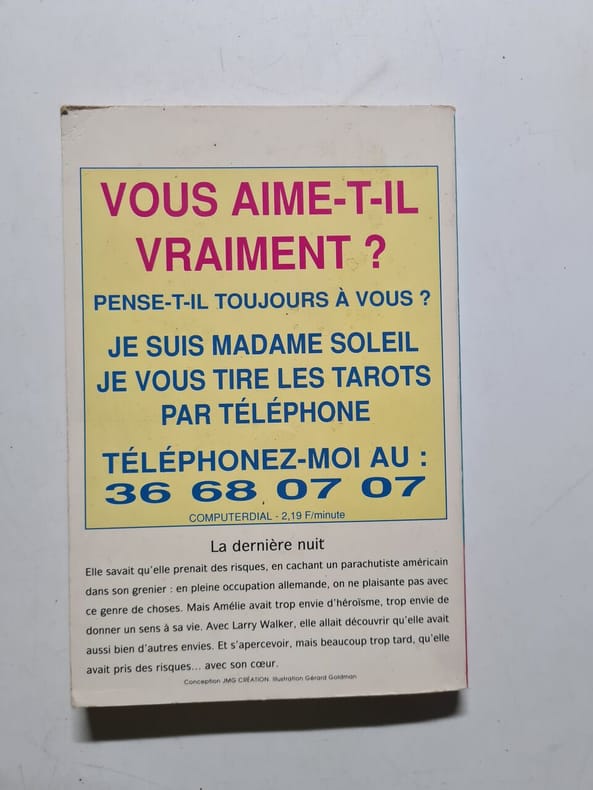 VOUS AIME-T-IL
VRAIMENT ?
PENSE-T-IL TOUJOURS À VOUS ?
JE SUIS MADAME SOLEIL
JE VOUS TIRE LES TAROTS
PAR TÉLÉPHONE
TÉLÉPHONEZ-MOI AU :
36 68 07 07
COMPUTERDIAL - 2,19 F/minute
La dernière nuit
Elle savait qu'elle prenait des risques, en cachant un parachutiste américain
dans son grenier : en pleine occupation allemande, on ne plaisante pas avec
ce genre de choses. Mais Amélie avait trop envie d'héroïsme, trop envie de
donner un sens à sa vie. Avec Larry Walker, elle allait découvrir qu'elle avait
aussi bien d'autres envies. Et s'apercevoir, mais beaucoup trop tard, qu'elle
avait pris des risques... avec son cœur.
Conception JMG CRÉATION. Illustration Gérard Goldman